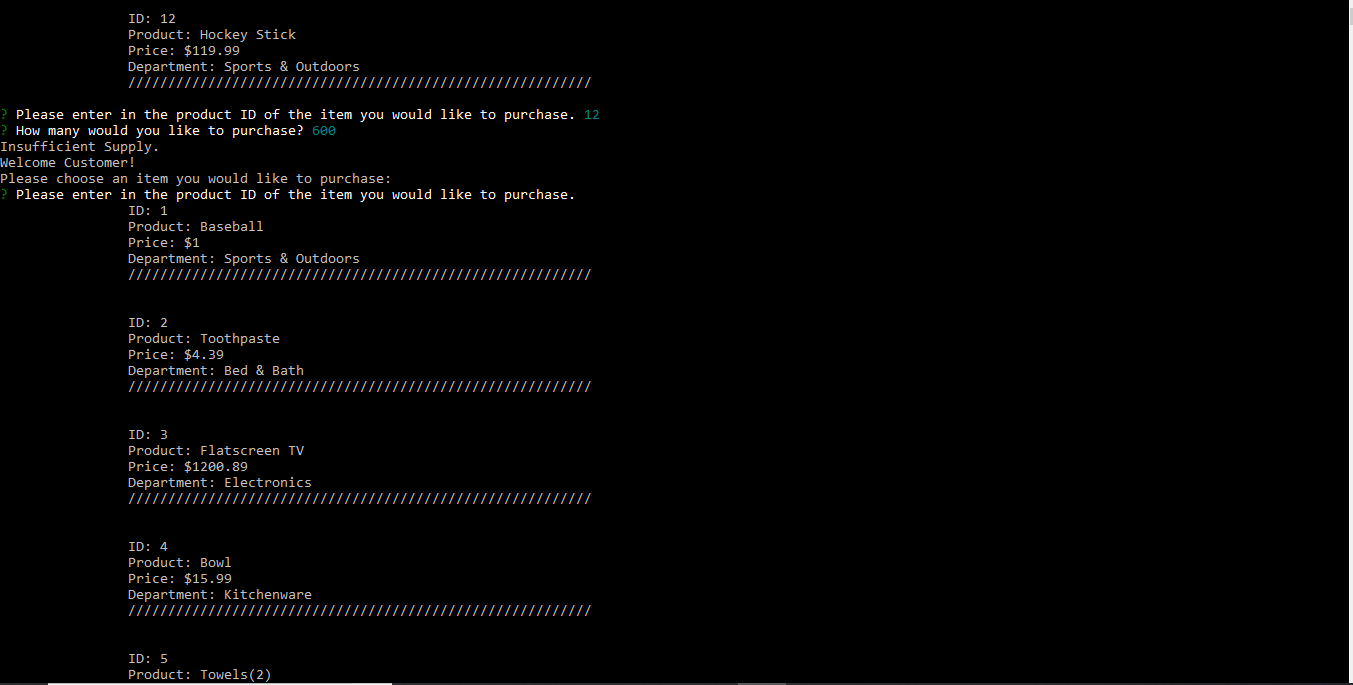 ID: 12
Product: Hockey Stick
Price: $119.99
Department: Sports & Outdoors
//////////////////////////////////////////////////////////
? Please enter in the product ID of the item you would like to purchase. 12
? How many would you like to purchase? 600
Insufficient Supply.
Welcome Customer!
Please choose an item you would like to purchase:
? Please enter in the product ID of the item you would like to purchase.
ID: 1
Product: Baseball
Price: $1
Department: Sports & Outdoors
//////////////////////////////////////////////////////////
ID: 2
Product: Toothpaste
Price: $4.39
Department: Bed & Bath
//////////////////////////////////////////////////////////
ID: 3
Product: Flatscreen TV
Price: $1200.89
Department: Electronics
//////////////////////////////////////////////////////////
ID: 4
Product: Bowl
Price: $15.99
Department: Kitchenware
//////////////////////////////////////////////////////////
ID: 5
Product: Towels(2)